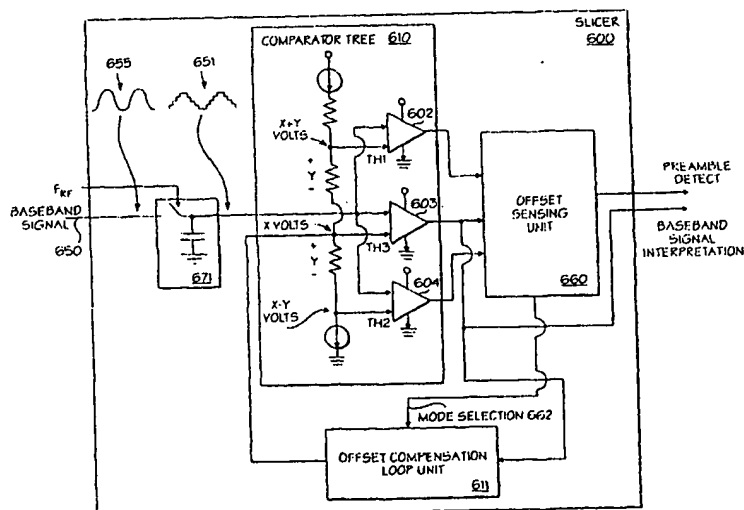 SLICER
600
COMPARATOR TREE 610
655
651
602
X+Y
VOLTS
TH1
+
Y
-
FRF
BASEBAND
SIGNAL
650
671
X VOLTS
603
TH3
+
Y
-
604
X-Y
VOLTS
TH2
OFFSET
SENSING
UNIT
660
PREAMBLE
DETECT
BASEBAND
SIGNAL
INTERPRETATION
MODE SELECTION 662
OFFSET COMPENSATION
LOOP UNIT
611